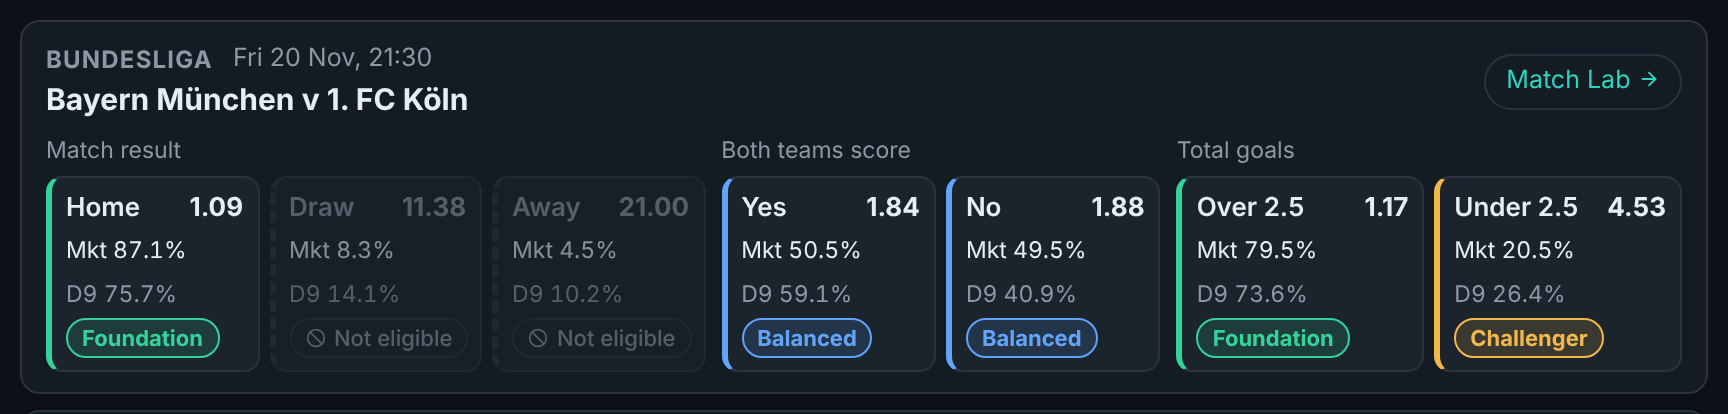 BUNDESLIGA Fri 20 Nov, 21:30
Bayern München v 1. FC Köln
Match Lab →
Match result
Home 1.09
Mkt 87.1%
D9 75.7%
Foundation
Draw 11.38
Mkt 8.3%
D9 14.1%
Not eligible
Away 21.00
Mkt 4.5%
D9 10.2%
Not eligible
Both teams score
Yes 1.84
Mkt 50.5%
D9 59.1%
Balanced
No 1.88
Mkt 49.5%
D9 40.9%
Balanced
Total goals
Over 2.5 1.17
Mkt 79.5%
D9 73.6%
Foundation
Under 2.5 4.53
Mkt 20.5%
D9 26.4%
Challenger